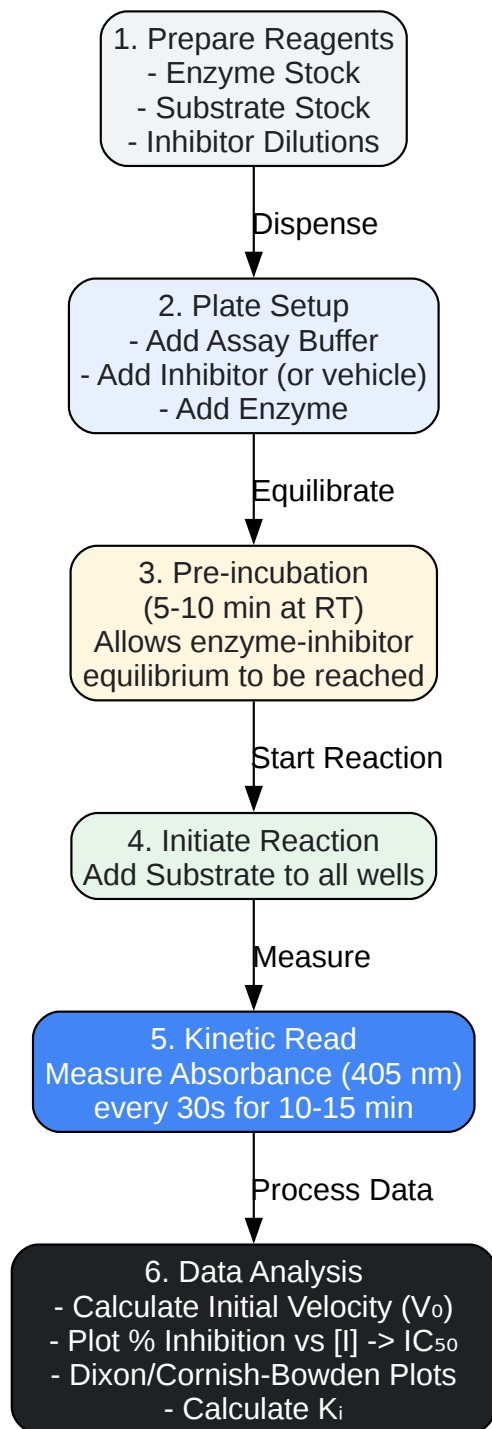 1. Prepare Reagents
- Enzyme Stock
- Substrate Stock
- Inhibitor Dilutions
Dispense
2. Plate Setup
- Add Assay Buffer
- Add Inhibitor (or vehicle)
- Add Enzyme
Equilibrate
3. Pre-incubation
(5-10 min at RT)
Allows enzyme-inhibitor
equilibrium to be reached
Start Reaction
4. Initiate Reaction
Add Substrate to all wells
Measure
5. Kinetic Read
Measure Absorbance (405 nm)
every 30s for 10-15 min
Process Data
6. Data Analysis
- Calculate Initial Velocity (V₀)
- Plot % Inhibition vs [I] -> IC₅₀
- Dixon/Cornish-Bowden Plots
- Calculate Kᵢ